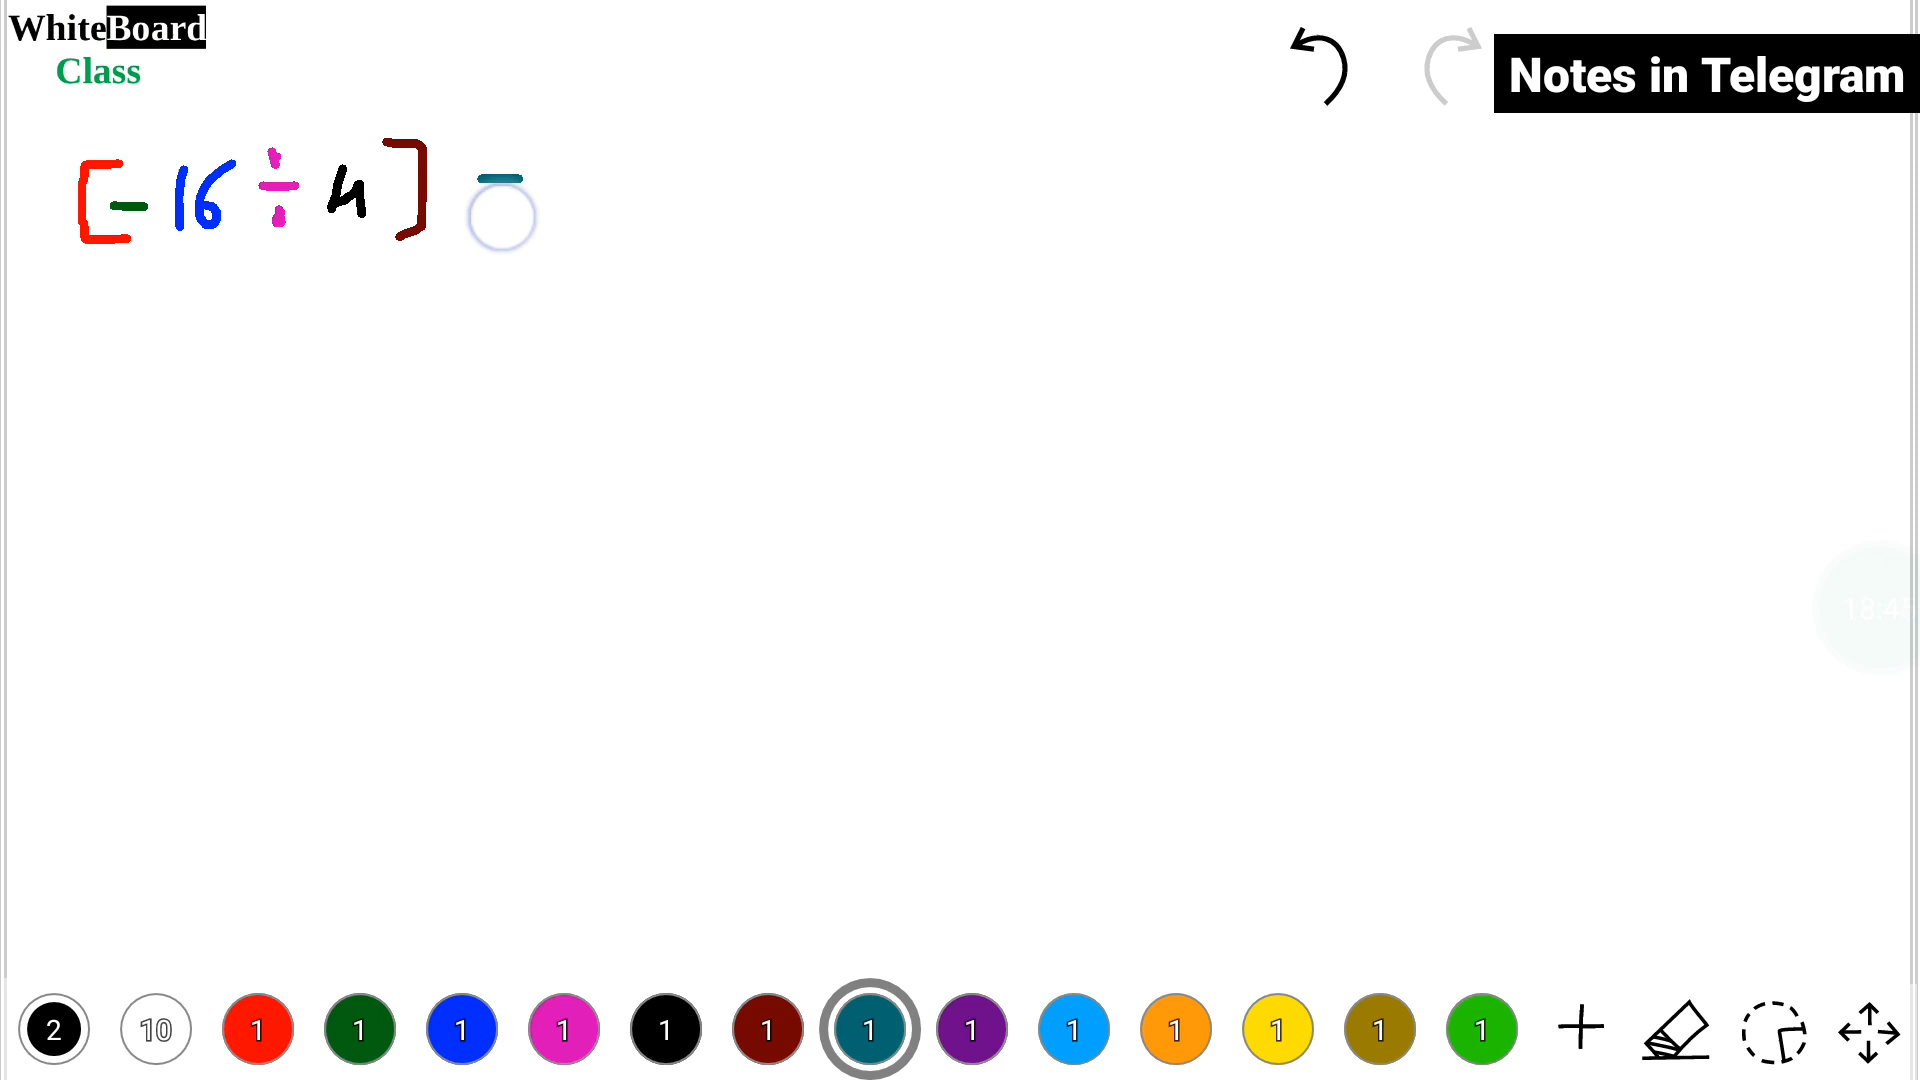 WhiteBoard
Class
Notes in Telegram
[-16 ÷ 4] -
2 10 1 1 1 1 1 1 1 1 1 1 1 1 1